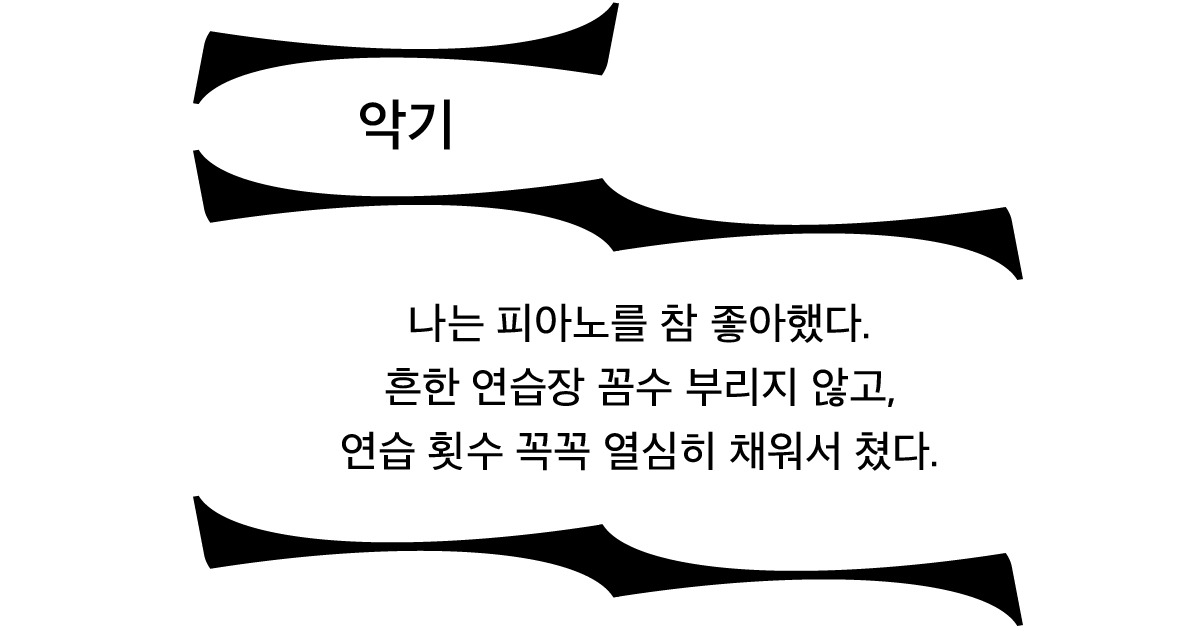 악기
나는 피아노를 참 좋아했다.
흔한 연습장 꼼수 부리지 않고,
연습 횟수 꼭꼭 열심히 채워서 쳤다.